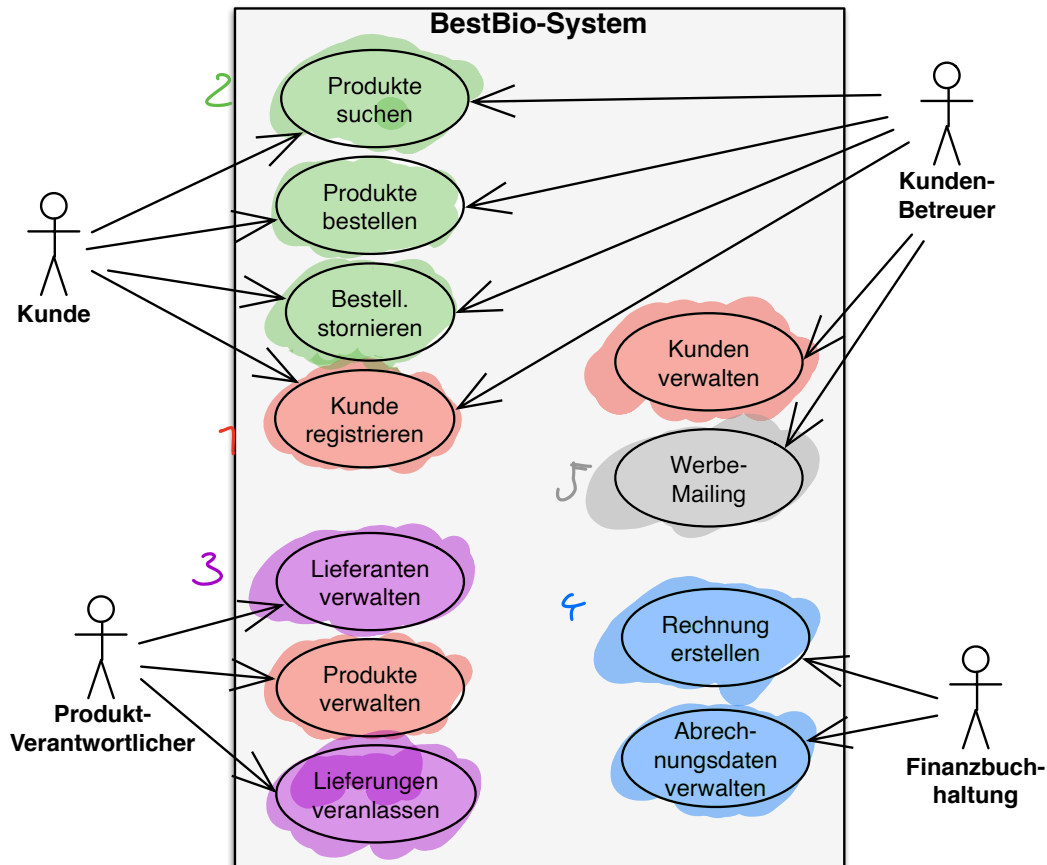 BestBio-System
2
Produkte
suchen
Produkte
bestellen
Kunden-
Betreuer
Kunde
Bestell.
stornieren
Kunden
verwalten
1
Kunde
registrieren
5
Werbe-
Mailing
3
Lieferanten
verwalten
4
Rechnung
erstellen
Produkte
verwalten
Produkt-
Verantwortlicher
Abrech-
nungsdaten
verwalten
Lieferungen
veranlassen
Finanzbuch-
haltung